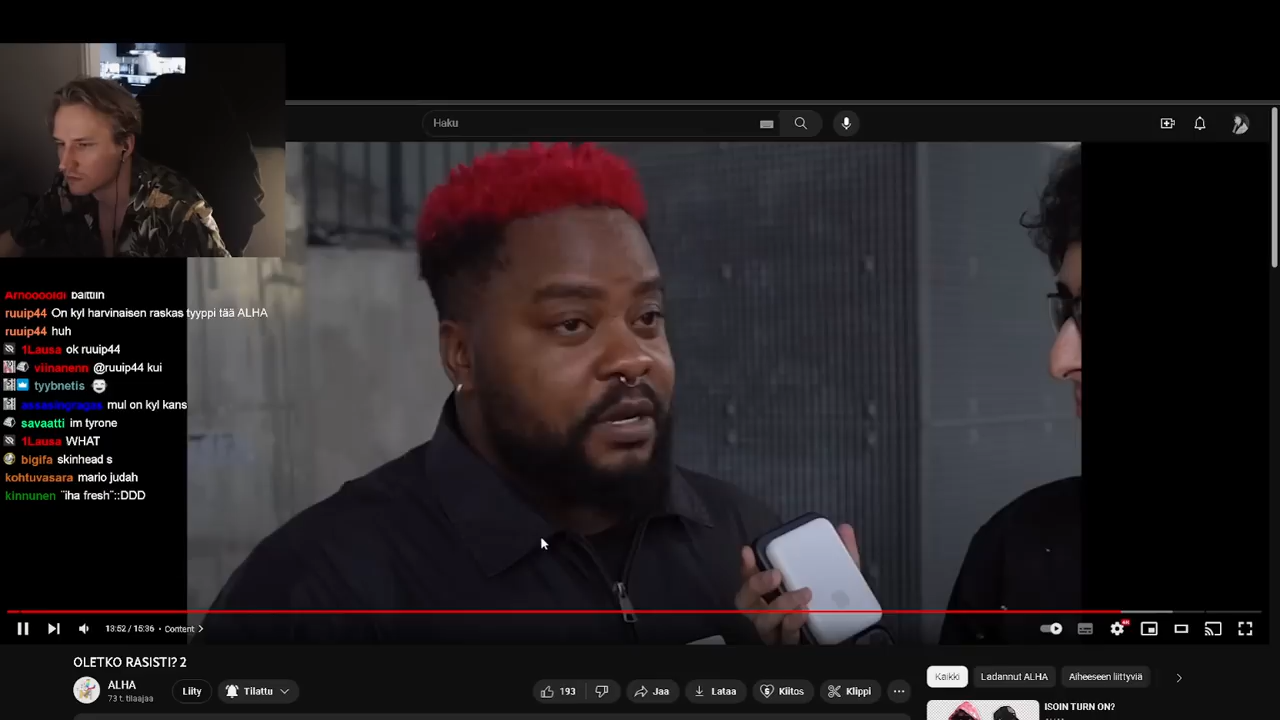 Haku
Arnooooldi baittiin
ruuip44 On kyl harvinaisen raskas tyyppi tää ALHA
ruuip44 huh
1Lausa ok ruuip44
viinanenn @ruuip44 kui
tyybnetis
assasingragas mul on kyl kans
savaatti im tyrone
1Lausa WHAT
bigifa skinhead s
kohtuvasara mario judah
kinnunen ¨iha fresh¨::DDD
13:52 / 15:36 • Content
OLETKO RASISTI? 2
ALHA
73 t. tilaajaa
Liity
Tilattu
193
Jaa
Lataa
Kiitos
Klippi
Kaikki
Ladannut ALHA
Aiheeseen liittyviä
ISOIN TURN ON?